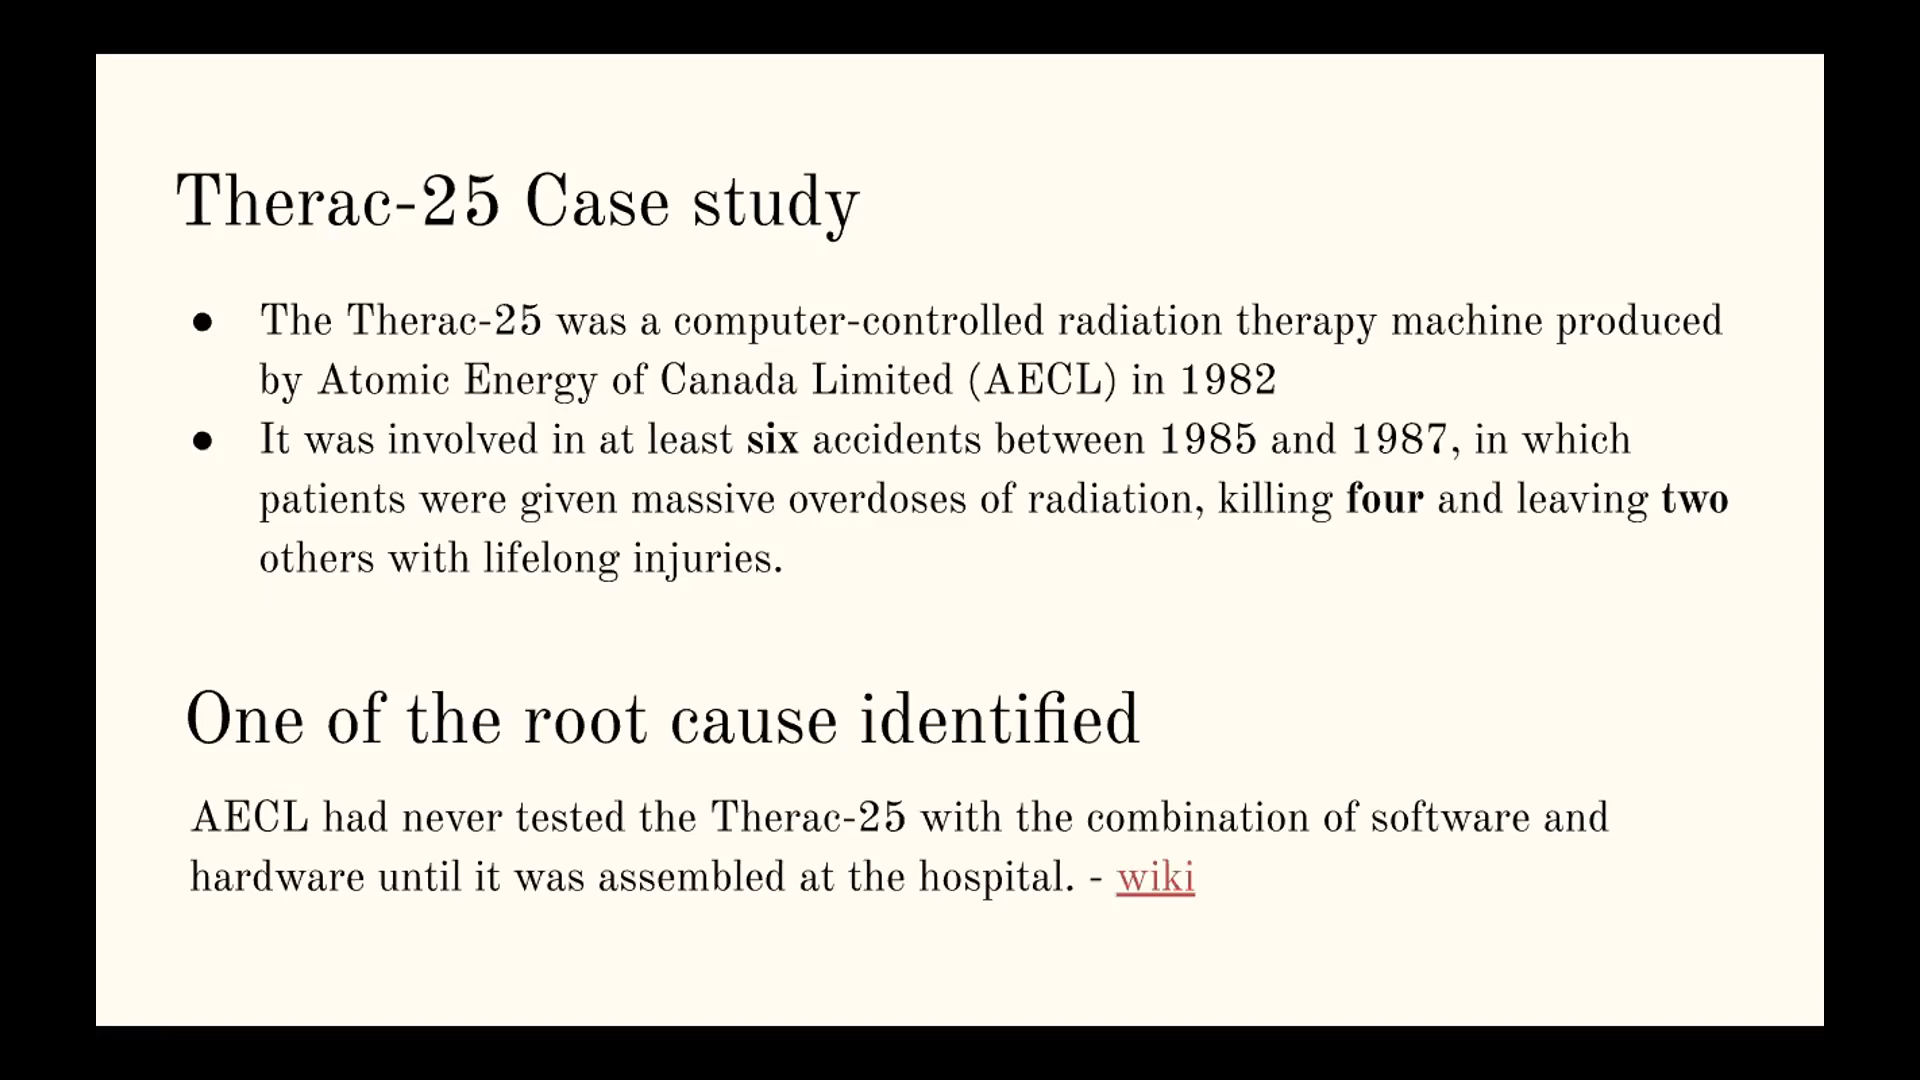 Therac-25 Case study
● The Therac-25 was a computer-controlled radiation therapy machine produced
by Atomic Energy of Canada Limited (AECL) in 1982
● It was involved in at least six accidents between 1985 and 1987, in which
patients were given massive overdoses of radiation, killing four and leaving two
others with lifelong injuries.
One of the root cause identified
AECL had never tested the Therac-25 with the combination of software and
hardware until it was assembled at the hospital. - wiki